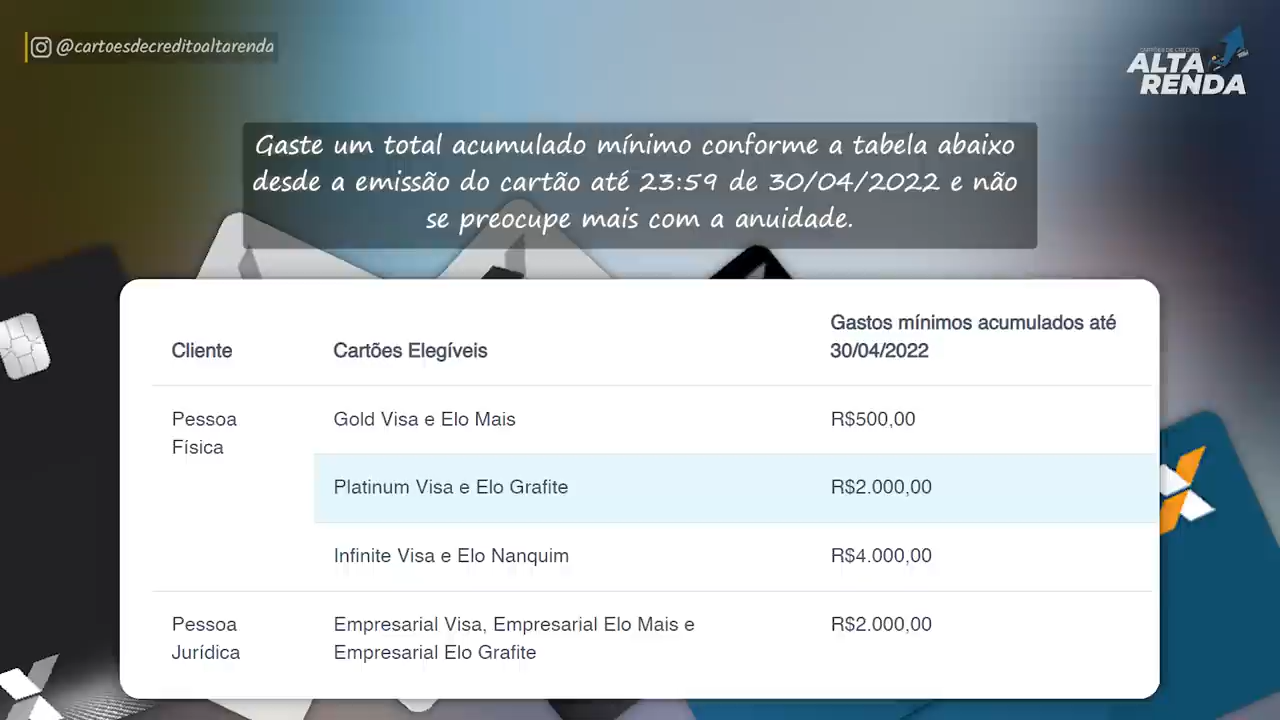 @cartoesdecreditoaltarenda
CARTÕES DE CRÉDITO
ALTA
RENDA
Gaste um total acumulado mínimo conforme a tabela abaixo
desde a emissão do cartão até 23:59 de 30/04/2022 e não
se preocupe mais com a anuidade.
Cliente
Cartões Elegíveis
Gastos mínimos acumulados até
30/04/2022
Pessoa
Física
Gold Visa e Elo Mais
R$500,00
Platinum Visa e Elo Grafite
R$2.000,00
Infinite Visa e Elo Nanquim
R$4.000,00
Pessoa
Jurídica
Empresarial Visa, Empresarial Elo Mais e
Empresarial Elo Grafite
R$2.000,00